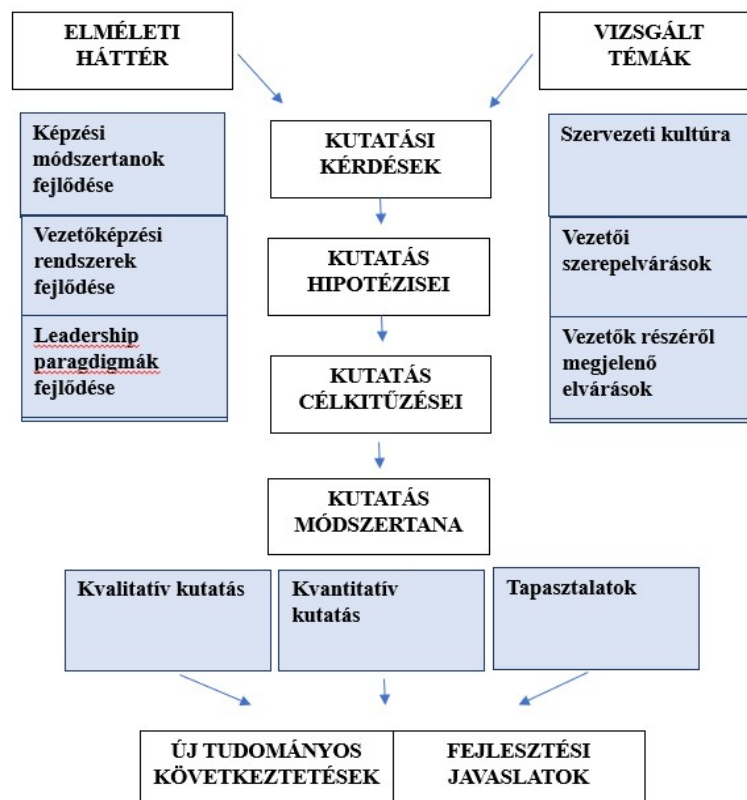 ELMÉLETI
HÁTTÉR
VIZSGÁLT
TÉMÁK
Képzési
módszertanok
fejlődése
Vezetőképzési
rendszerek
fejlődése
Leadership
paragdigmák
fejlődése
KUTATÁSI
KÉRDÉSEK
KUTATÁS
HIPOTÉZISEI
KUTATÁS
CÉLKITŰZÉSEI
KUTATÁS
MÓDSZERTANA
Szervezeti kultúra
Vezetői
szerepelvárások
Vezetők részéről
megjelenő
elvárások
Kvalitatív kutatás
Kvantitatív
kutatás
Tapasztalatok
ÚJ TUDOMÁNYOS
KÖVETKEZTETÉSEK
FEJLESZTÉSI
JAVASLATOK